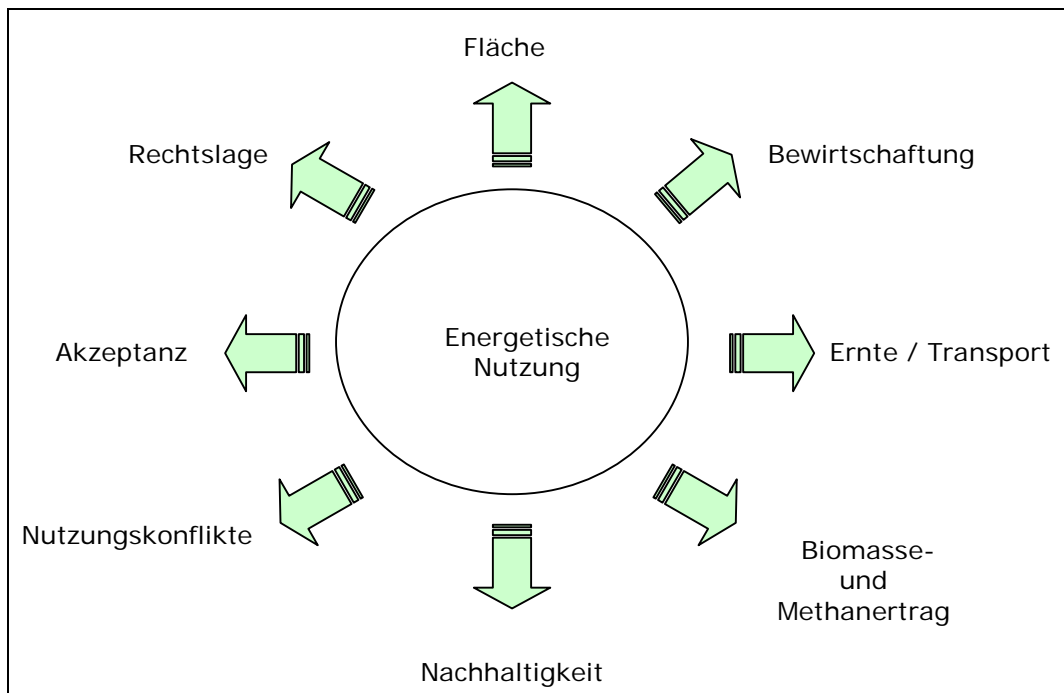 Fläche
Rechtslage
Bewirtschaftung
Akzeptanz
Energetische
Nutzung
Ernte / Transport
Nutzungskonflikte
Biomasse-
und
Methanertrag
Nachhaltigkeit